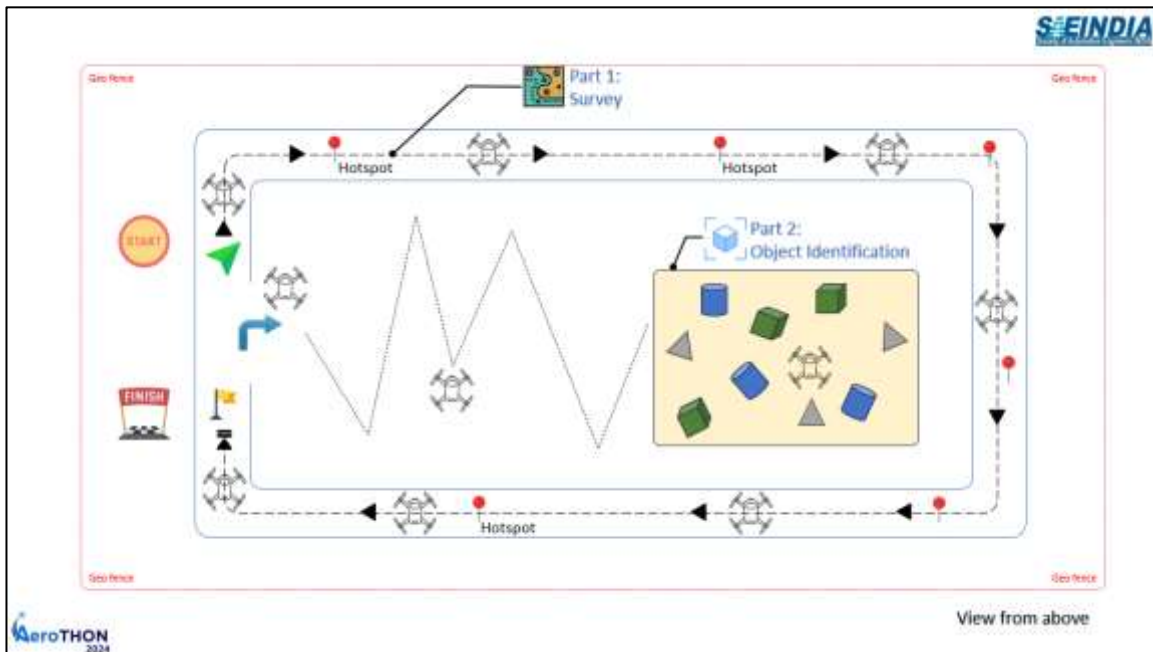 SAEINDIA
Geo fence
Geo fence
Part 1:
Survey
Hotspot
Hotspot
START
Part 2:
Object Identification
FINISH
Hotspot
Geo fence
Geo fence
View from above
AeroTHON
2024